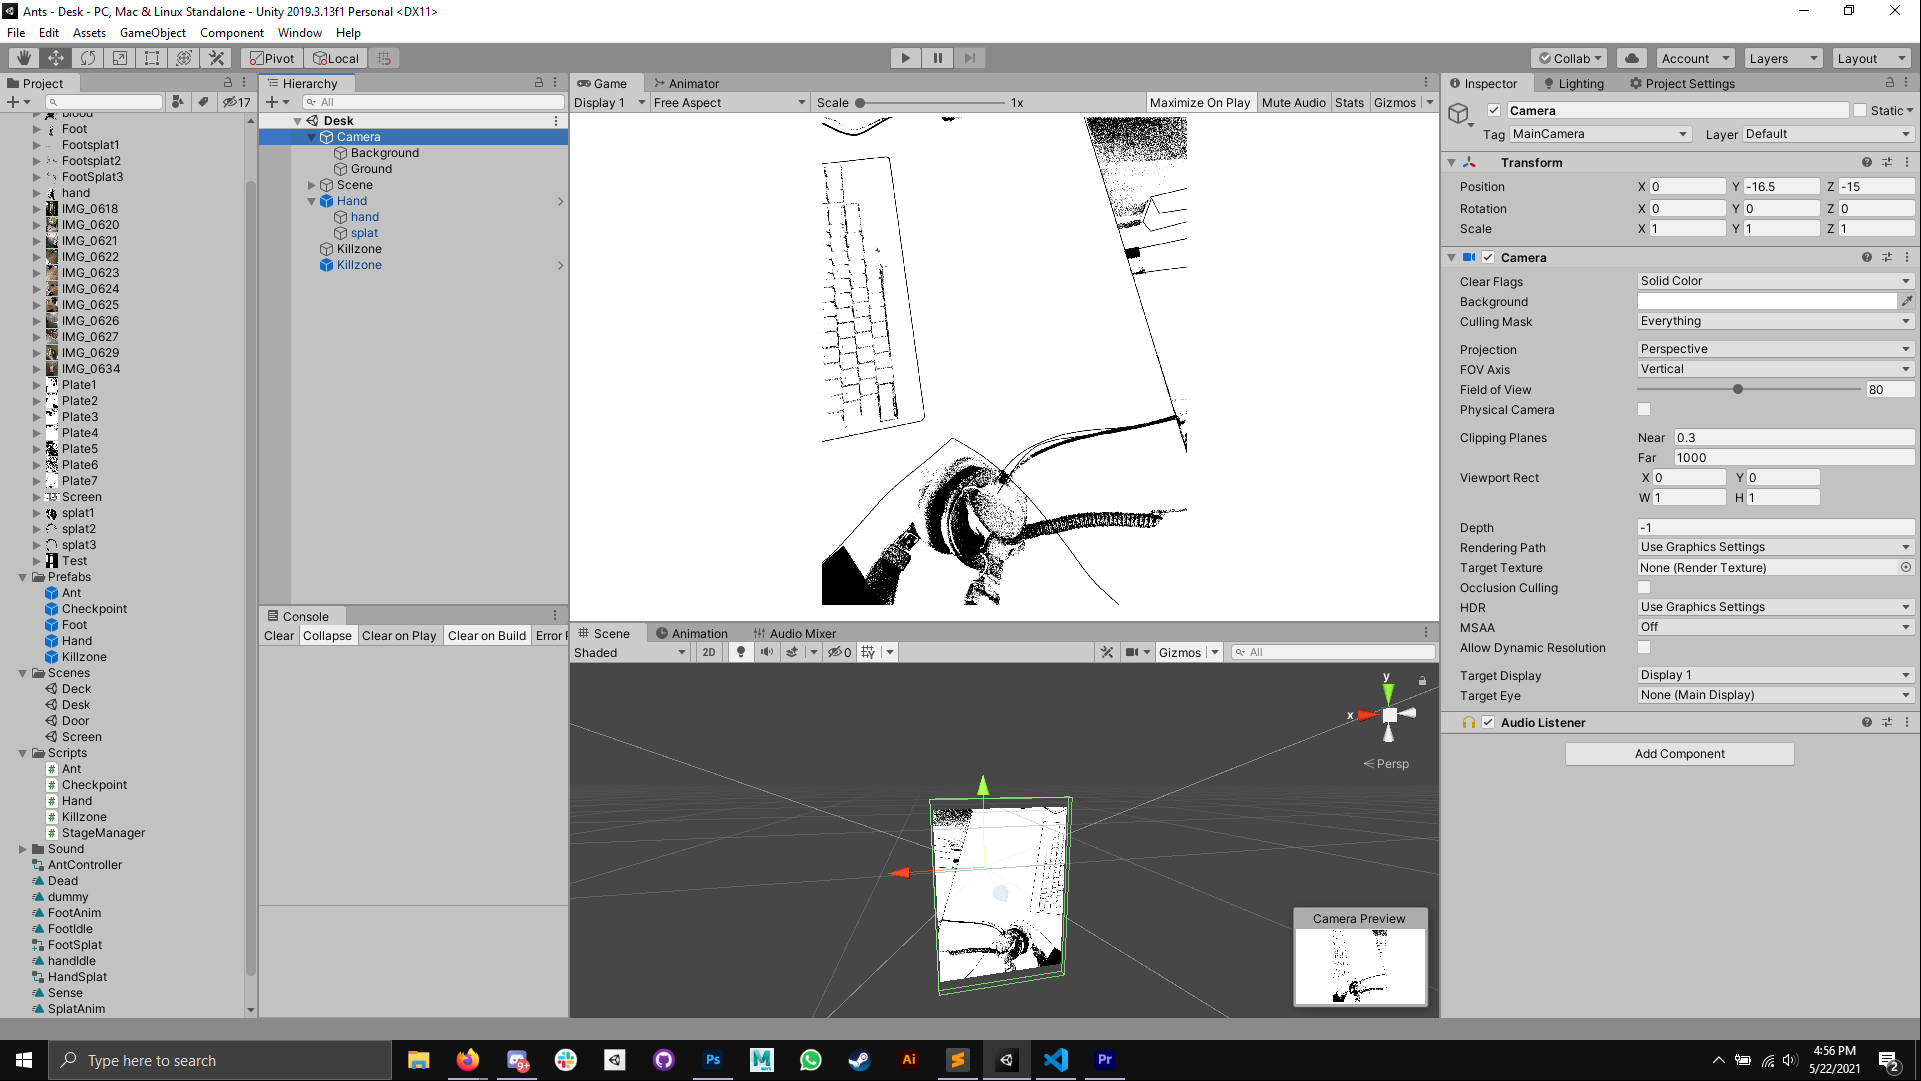 Ants - Desk - PC, Mac & Linux Standalone - Unity 2019.3.13f1 Personal <DX11>
File Edit Assets GameObject Component Window Help
Pivot Local Collab Account Layers Layout
Project
17
blood
Foot
Footsplat1
Footsplat2
FootSplat3
hand
IMG_0618
IMG_0620
IMG_0621
IMG_0622
IMG_0623
IMG_0624
IMG_0625
IMG_0626
IMG_0627
IMG_0629
IMG_0634
Plate1
Plate2
Plate3
Plate4
Plate5
Plate6
Plate7
Screen
splat1
splat2
splat3
Test
Prefabs
Ant
Checkpoint
Foot
Hand
Killzone
Scenes
Deck
Desk
Door
Screen
Scripts
Ant
Checkpoint
Hand
Killzone
StageManager
Sound
AntController
Dead
dummy
FootAnim
FootIdle
FootSplat
handIdle
HandSplat
Sense
SplatAnim
Hierarchy
All
Desk
Camera
Background
Ground
Scene
Hand
hand
splat
Killzone
Killzone
Console
Clear Collapse Clear on Play Clear on Build Error
Game Animator
Display 1 Free Aspect Scale 1x Maximize On Play Mute Audio Stats Gizmos
Scene Animation Audio Mixer
Shaded 2D 0 Gizmos All
y
x
Persp
Camera Preview
Inspector Lighting Project Settings
Camera Static
Tag MainCamera Layer Default
Transform
Position X 0 Y -16.5 Z -15
Rotation X 0 Y 0 Z 0
Scale X 1 Y 1 Z 1
Camera
Clear Flags Solid Color
Background
Culling Mask Everything
Projection Perspective
FOV Axis Vertical
Field of View 80
Physical Camera
Clipping Planes Near 0.3
Far 1000
Viewport Rect X 0 Y 0
W 1 H 1
Depth -1
Rendering Path Use Graphics Settings
Target Texture None (Render Texture)
Occlusion Culling
HDR Use Graphics Settings
MSAA Off
Allow Dynamic Resolution
Target Display Display 1
Target Eye None (Main Display)
Audio Listener
Add Component
Type here to search
9+
Ps
Ai
Pr
4:56 PM
5/22/2021
2